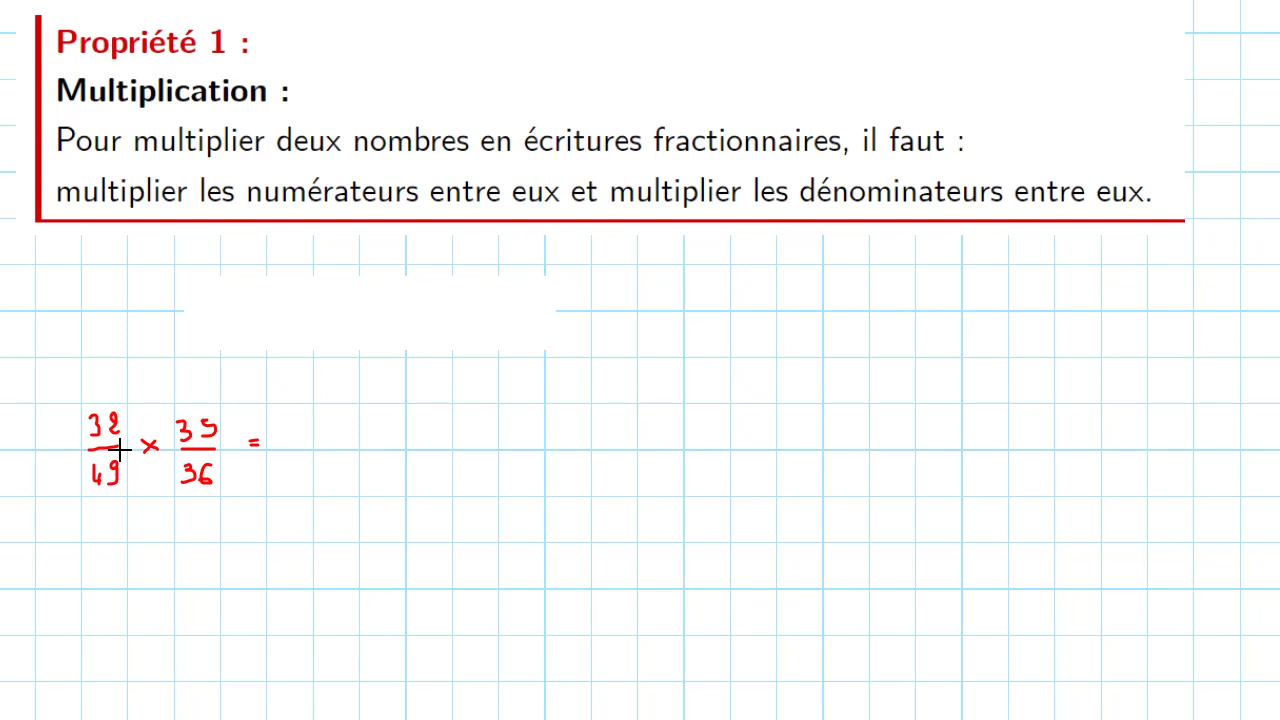 Propriété 1 :
Multiplication :
Pour multiplier deux nombres en écritures fractionnaires, il faut :
multiplier les numérateurs entre eux et multiplier les dénominateurs entre eux.
32/49 × 35/36 =